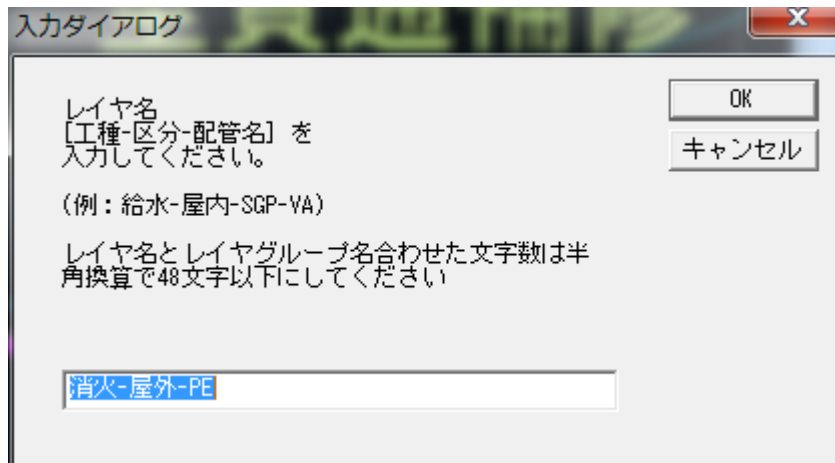 入力ダイアログ
レイヤ名
[工種-区分-配管名] を
入力してください。
(例：給水-屋内-SGP-VA)
レイヤ名とレイヤグループ名合わせた文字数は半
角換算で48文字以下にしてください
消火-屋外-PE
OK
キャンセル